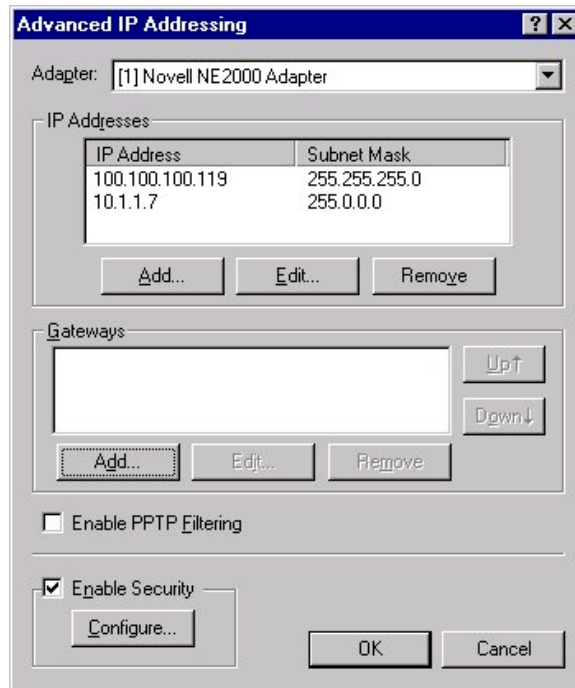 Advanced IP Addressing ? ×
Adapter: [1] Novell NE2000 Adapter
IP Addresses
IP Address Subnet Mask
100.100.100.119 255.255.255.0
10.1.1.7 255.0.0.0
Add... Edit... Remove
Gateways
Up↑
Down↓
Add... Edit... Remove
Enable PPTP Filtering
Enable Security
Configure...
OK Cancel